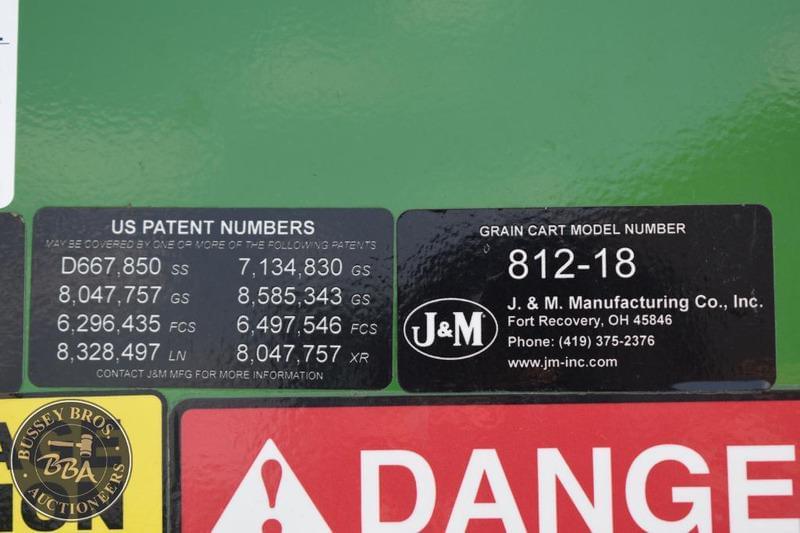 US PATENT NUMBERS
MAY BE COVERED BY ONE OR MORE OF THE FOLLOWING PATENTS
D667,850 SS 7,134,830 GS
8,047,757 GS 8,585,343 GS
6,296,435 FCS 6,497,546 FCS
8,328,497 LN 8,047,757 XR
CONTACT J&M MFG FOR MORE INFORMATION
GRAIN CART MODEL NUMBER
812-18
J&M
J. & M. Manufacturing Co., Inc.
Fort Recovery, OH 45846
Phone: (419) 375-2376
www.jm-inc.com
BUSSEY BROS.
BBA
AUCTIONEERS
DANGE